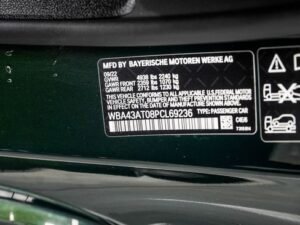 MFD BY BAYERISCHE MOTOREN WERKE AG
09/22
GVWR 4938 lbs 2240 kg
GAWR FRONT 2359 lbs 1070 kg
GAWR REAR 2712 lbs 1230 kg
THIS VEHICLE CONFORMS TO ALL APPLICABLE
U.S. FEDERAL MOTOR VEHICLE SAFETY,
BUMPER, AND THEFT PREVENTION STANDARDS
IN EFFECT ON THE DATE OF MANUFACTURE SHOWN ABOVE.
WBA43AT08PCL69236
TYPE: PASSENGER CAR